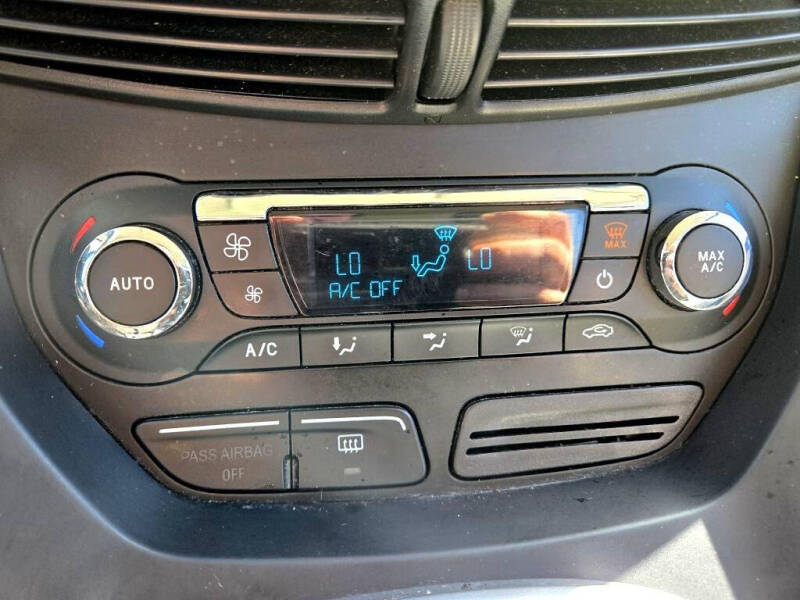 AUTO
LO LO
A/C OFF
MAX
MAX
A/C
A/C
PASS AIRBAG
OFF